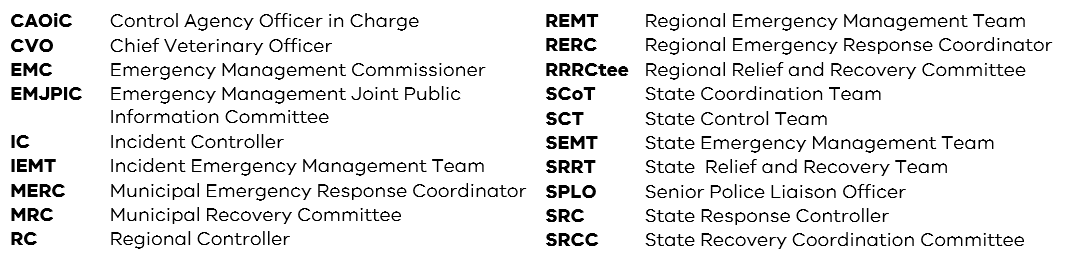 CAOiC Control Agency Officer in Charge
CVO Chief Veterinary Officer
EMC Emergency Management Commissioner
EMJPIC Emergency Management Joint Public
Information Committee
IC Incident Controller
IEMT Incident Emergency Management Team
MERC Municipal Emergency Response Coordinator
MRC Municipal Recovery Committee
RC Regional Controller
REMT Regional Emergency Management Team
RERC Regional Emergency Response Coordinator
RRRCtee Regional Relief and Recovery Committee
SCoT State Coordination Team
SCT State Control Team
SEMT State Emergency Management Team
SRRT State Relief and Recovery Team
SPLO Senior Police Liaison Officer
SRC State Response Controller
SRCC State Recovery Coordination Committee